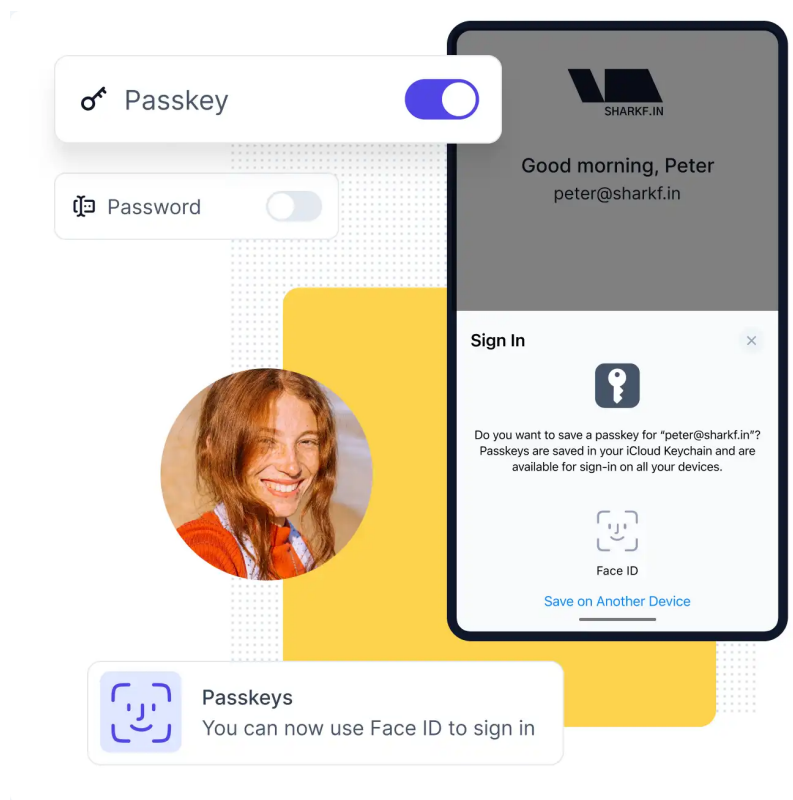 Passkey
Password
SHARKF.IN
Good morning, Peter
peter@sharkf.in
Sign In
Do you want to save a passkey for “peter@sharkf.in”?
Passkeys are saved in your iCloud Keychain and are
available for sign-in on all your devices.
Face ID
Save on Another Device
Passkeys
You can now use Face ID to sign in